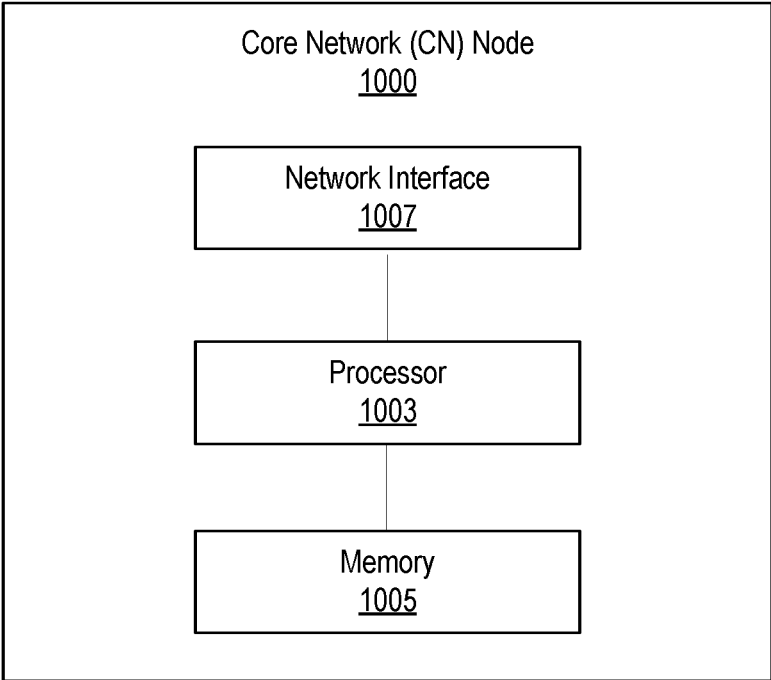 Core Network (CN) Node
1000
Network Interface
1007
Processor
1003
Memory
1005